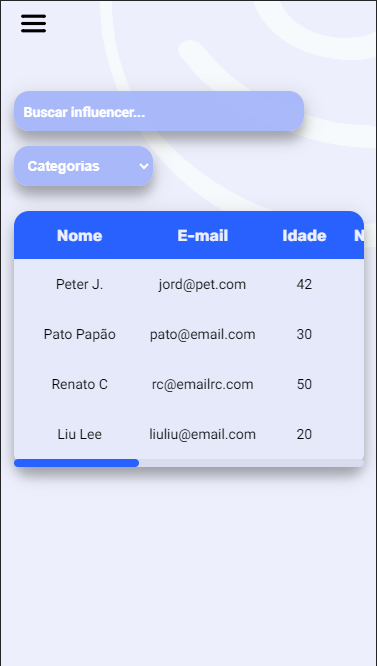 Buscar influencer...
Categorias
Nome E-mail Idade N
Peter J. jord@pet.com 42
Pato Papão pato@email.com 30
Renato C rc@emailrc.com 50
Liu Lee liuliu@email.com 20